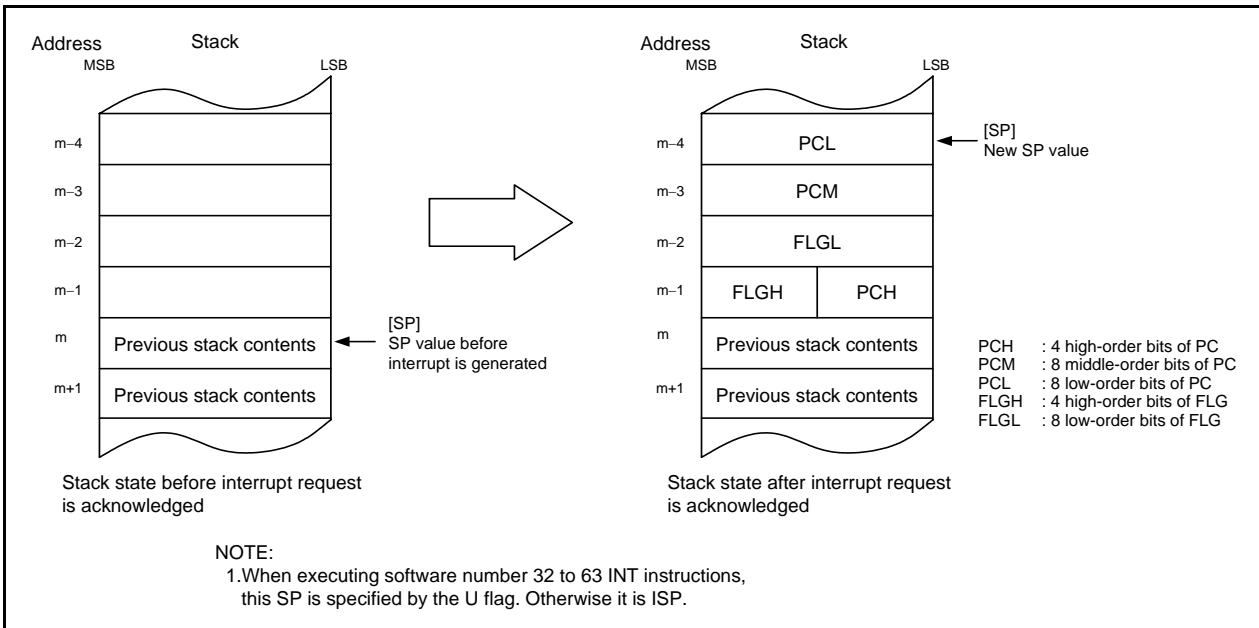 Address Stack
MSB LSB
m−4
m−3
m−2
m−1
m Previous stack contents
m+1 Previous stack contents
[SP]
SP value before
interrupt is generated
Stack state before interrupt request
is acknowledged
Address Stack
MSB LSB
m−4 PCL
m−3 PCM
m−2 FLGL
m−1 FLGH PCH
m Previous stack contents
m+1 Previous stack contents
[SP]
New SP value
PCH : 4 high-order bits of PC
PCM : 8 middle-order bits of PC
PCL : 8 low-order bits of PC
FLGH : 4 high-order bits of FLG
FLGL : 8 low-order bits of FLG
Stack state after interrupt request
is acknowledged
NOTE:
1.When executing software number 32 to 63 INT instructions,
this SP is specified by the U flag. Otherwise it is ISP.